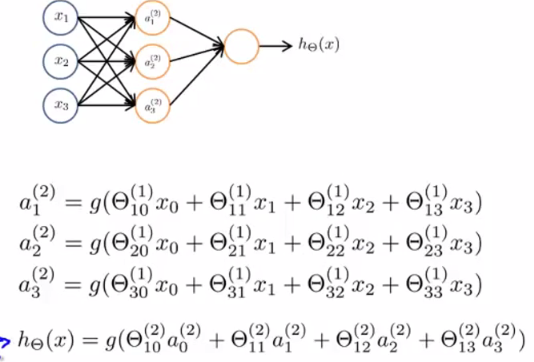 x₁
a₁⁽²⁾
x₂
a₂⁽²⁾
h_Θ(x)
x₃
a₃⁽²⁾
a₁⁽²⁾ = g(Θ₁₀⁽¹⁾x₀ + Θ₁₁⁽¹⁾x₁ + Θ₁₂⁽¹⁾x₂ + Θ₁₃⁽¹⁾x₃)
a₂⁽²⁾ = g(Θ₂₀⁽¹⁾x₀ + Θ₂₁⁽¹⁾x₁ + Θ₂₂⁽¹⁾x₂ + Θ₂₃⁽¹⁾x₃)
a₃⁽²⁾ = g(Θ₃₀⁽¹⁾x₀ + Θ₃₁⁽¹⁾x₁ + Θ₃₂⁽¹⁾x₂ + Θ₃₃⁽¹⁾x₃)
h_Θ(x) = g(Θ₁₀⁽²⁾a₀⁽²⁾ + Θ₁₁⁽²⁾a₁⁽²⁾ + Θ₁₂⁽²⁾a₂⁽²⁾ + Θ₁₃⁽²⁾a₃⁽²⁾)